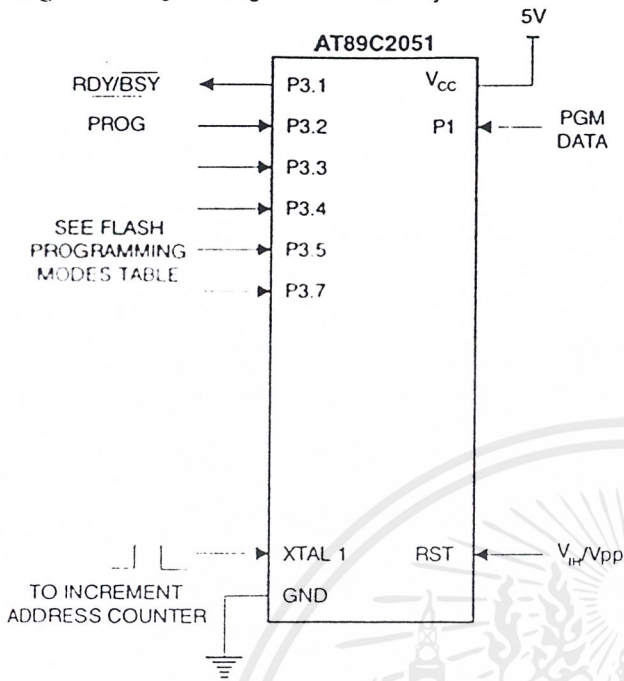 5V
AT89C2051
RDY/BSY
P3.1
VCC
PROG
P3.2
P1
PGM
DATA
P3.3
P3.4
SEE FLASH
PROGRAMMING
MODES TABLE
P3.5
P3.7
XTAL 1
RST
VIH/Vpp
TO INCREMENT
ADDRESS COUNTER
GND